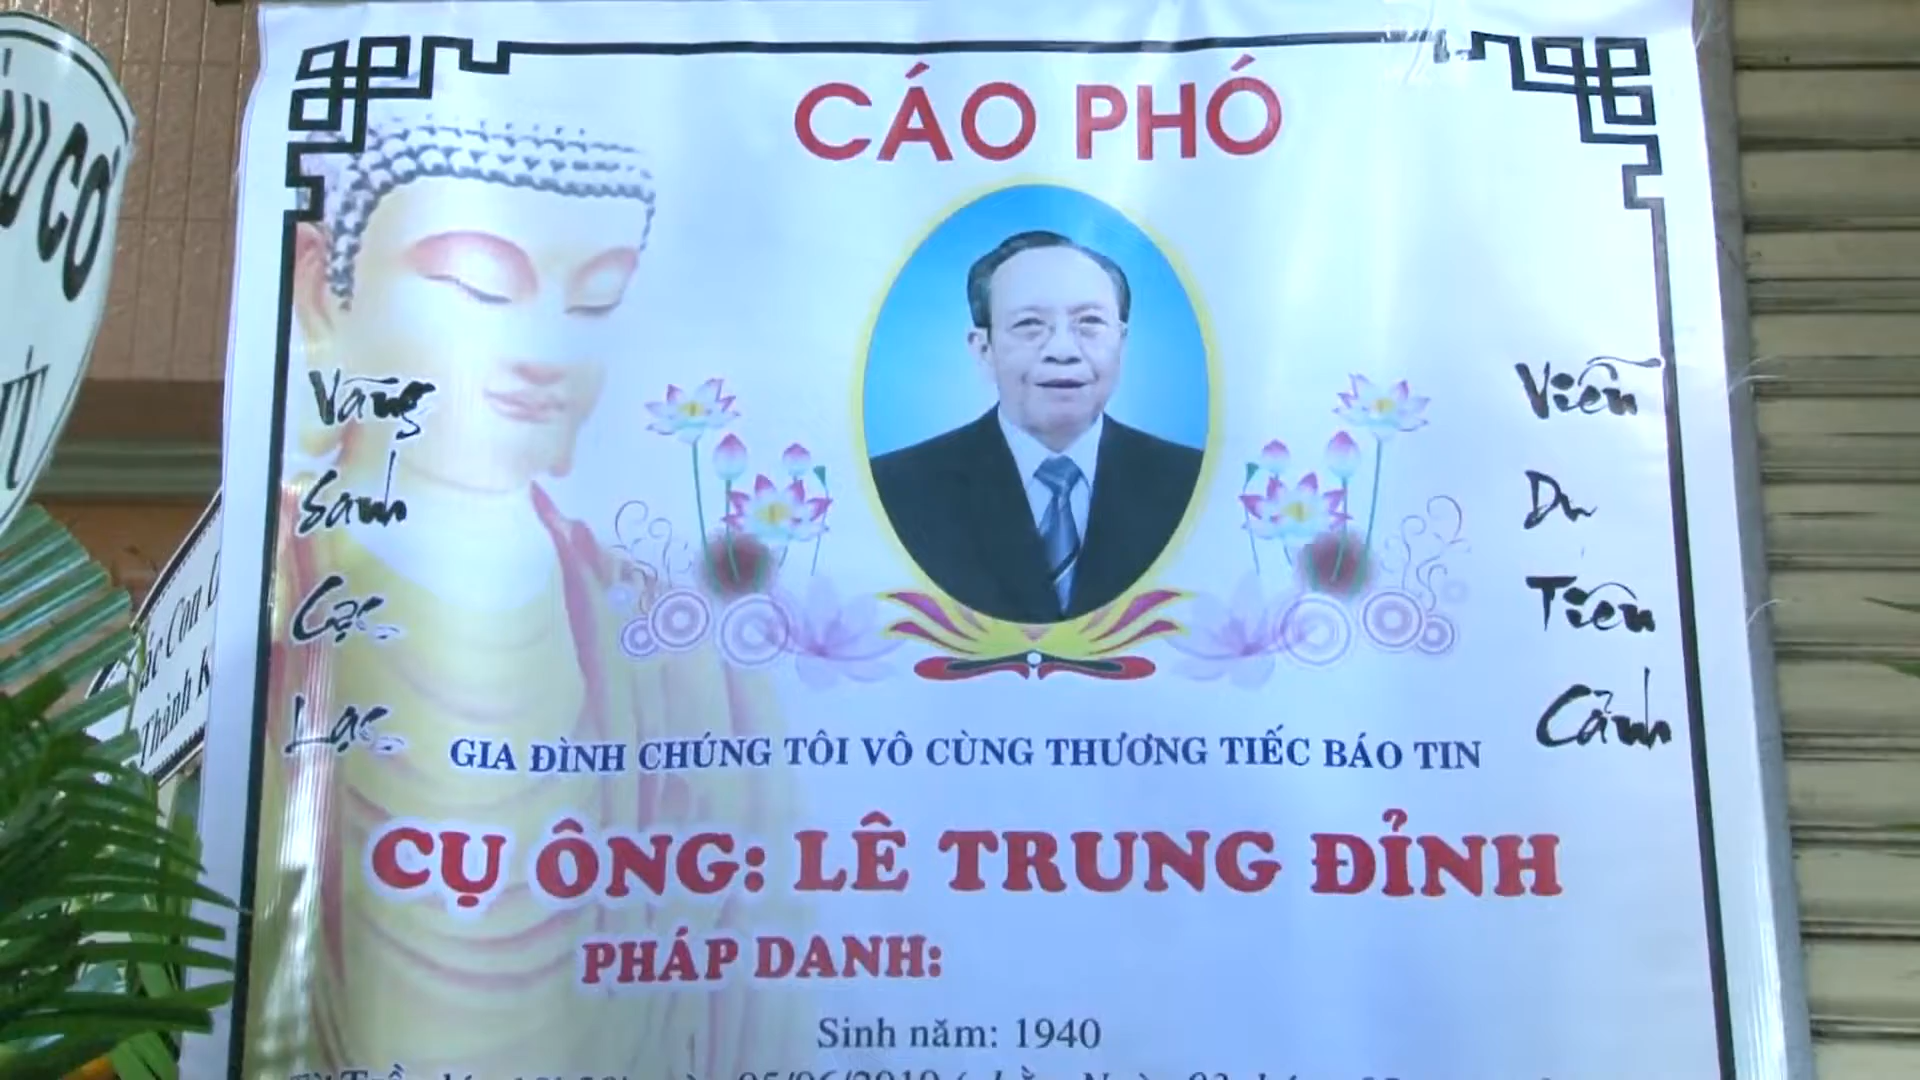 CÁO PHÓ
Vãng
Sanh
Cực
Lạc
Viễn
Du
Tiên
Cảnh
GIA ĐÌNH CHÚNG TÔI VÔ CÙNG THƯƠNG TIẾC BÁO TIN
CỤ ÔNG: LÊ TRUNG ĐỈNH
PHÁP DANH:
Sinh năm: 1940